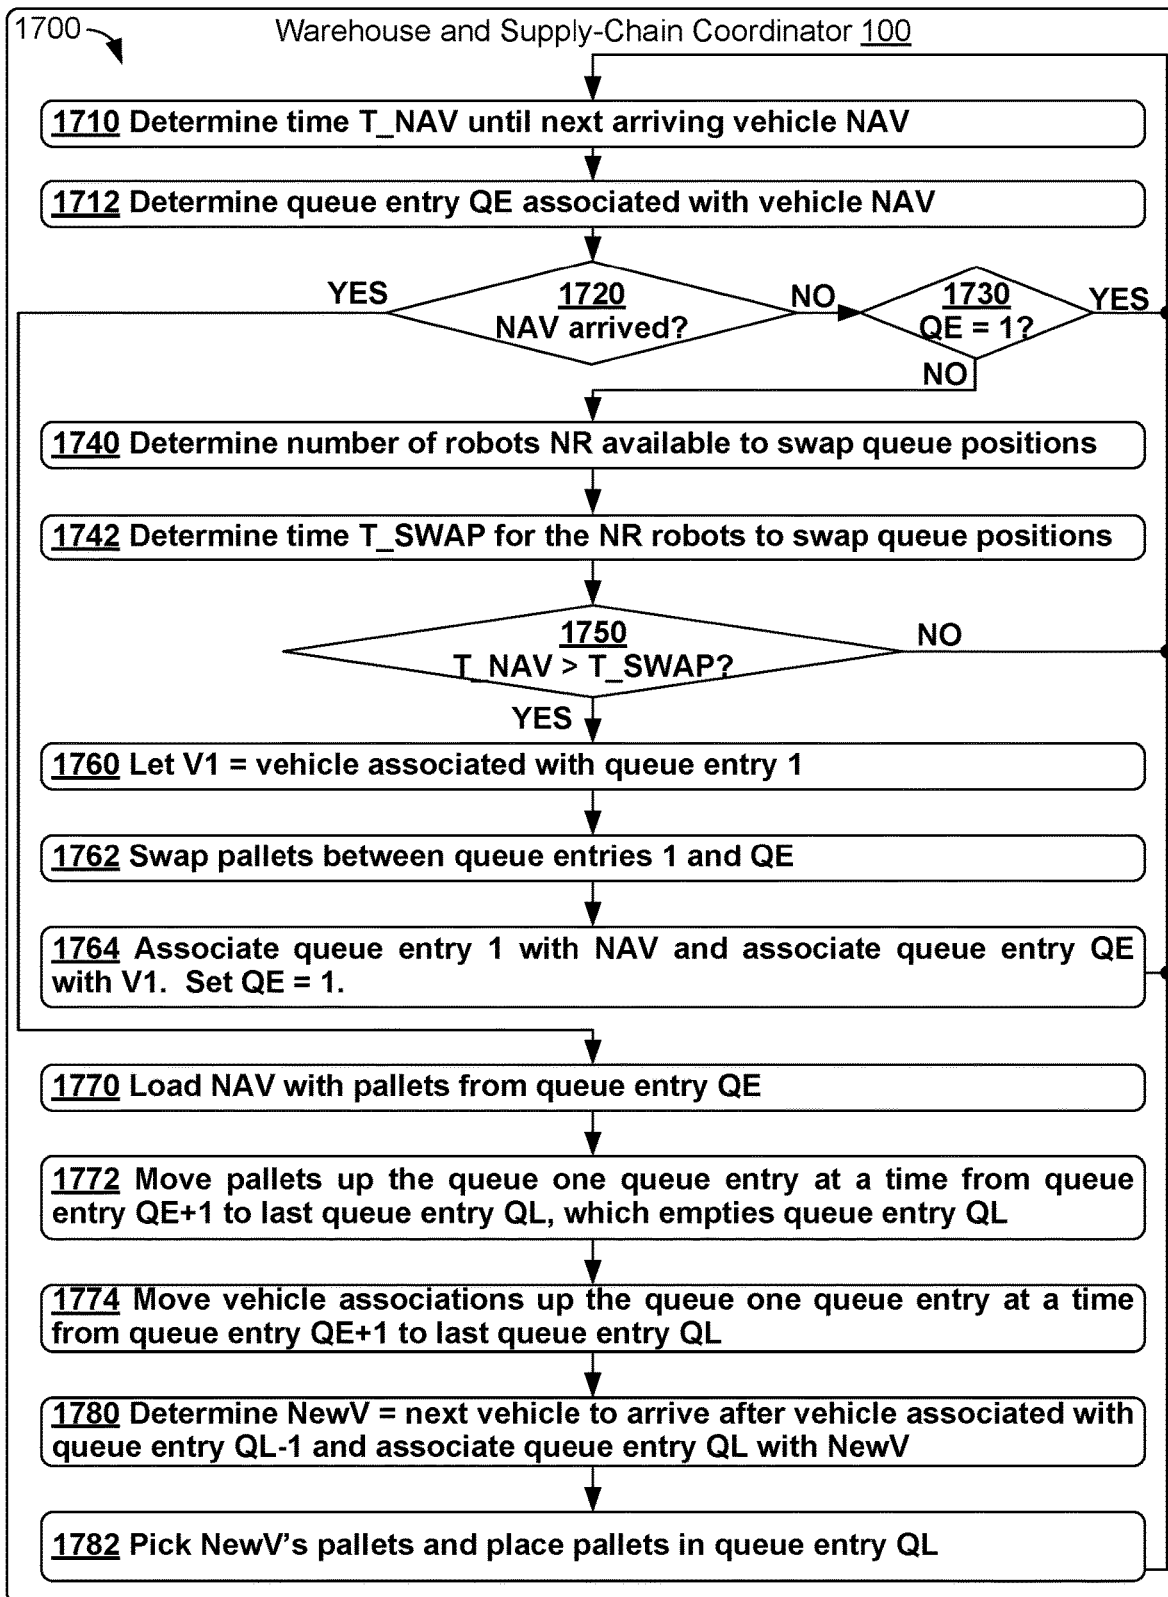 1700
Warehouse and Supply-Chain Coordinator 100
1710 Determine time T_NAV until next arriving vehicle NAV
1712 Determine queue entry QE associated with vehicle NAV
YES
1720
NAV arrived?
NO
1730
QE = 1?
YES
NO
1740 Determine number of robots NR available to swap queue positions
1742 Determine time T_SWAP for the NR robots to swap queue positions
1750
T_NAV > T_SWAP?
NO
YES
1760 Let V1 = vehicle associated with queue entry 1
1762 Swap pallets between queue entries 1 and QE
1764 Associate queue entry 1 with NAV and associate queue entry QE
with V1. Set QE = 1.
1770 Load NAV with pallets from queue entry QE
1772 Move pallets up the queue one queue entry at a time from queue
entry QE+1 to last queue entry QL, which empties queue entry QL
1774 Move vehicle associations up the queue one queue entry at a time
from queue entry QE+1 to last queue entry QL
1780 Determine NewV = next vehicle to arrive after vehicle associated with
queue entry QL-1 and associate queue entry QL with NewV
1782 Pick NewV's pallets and place pallets in queue entry QL